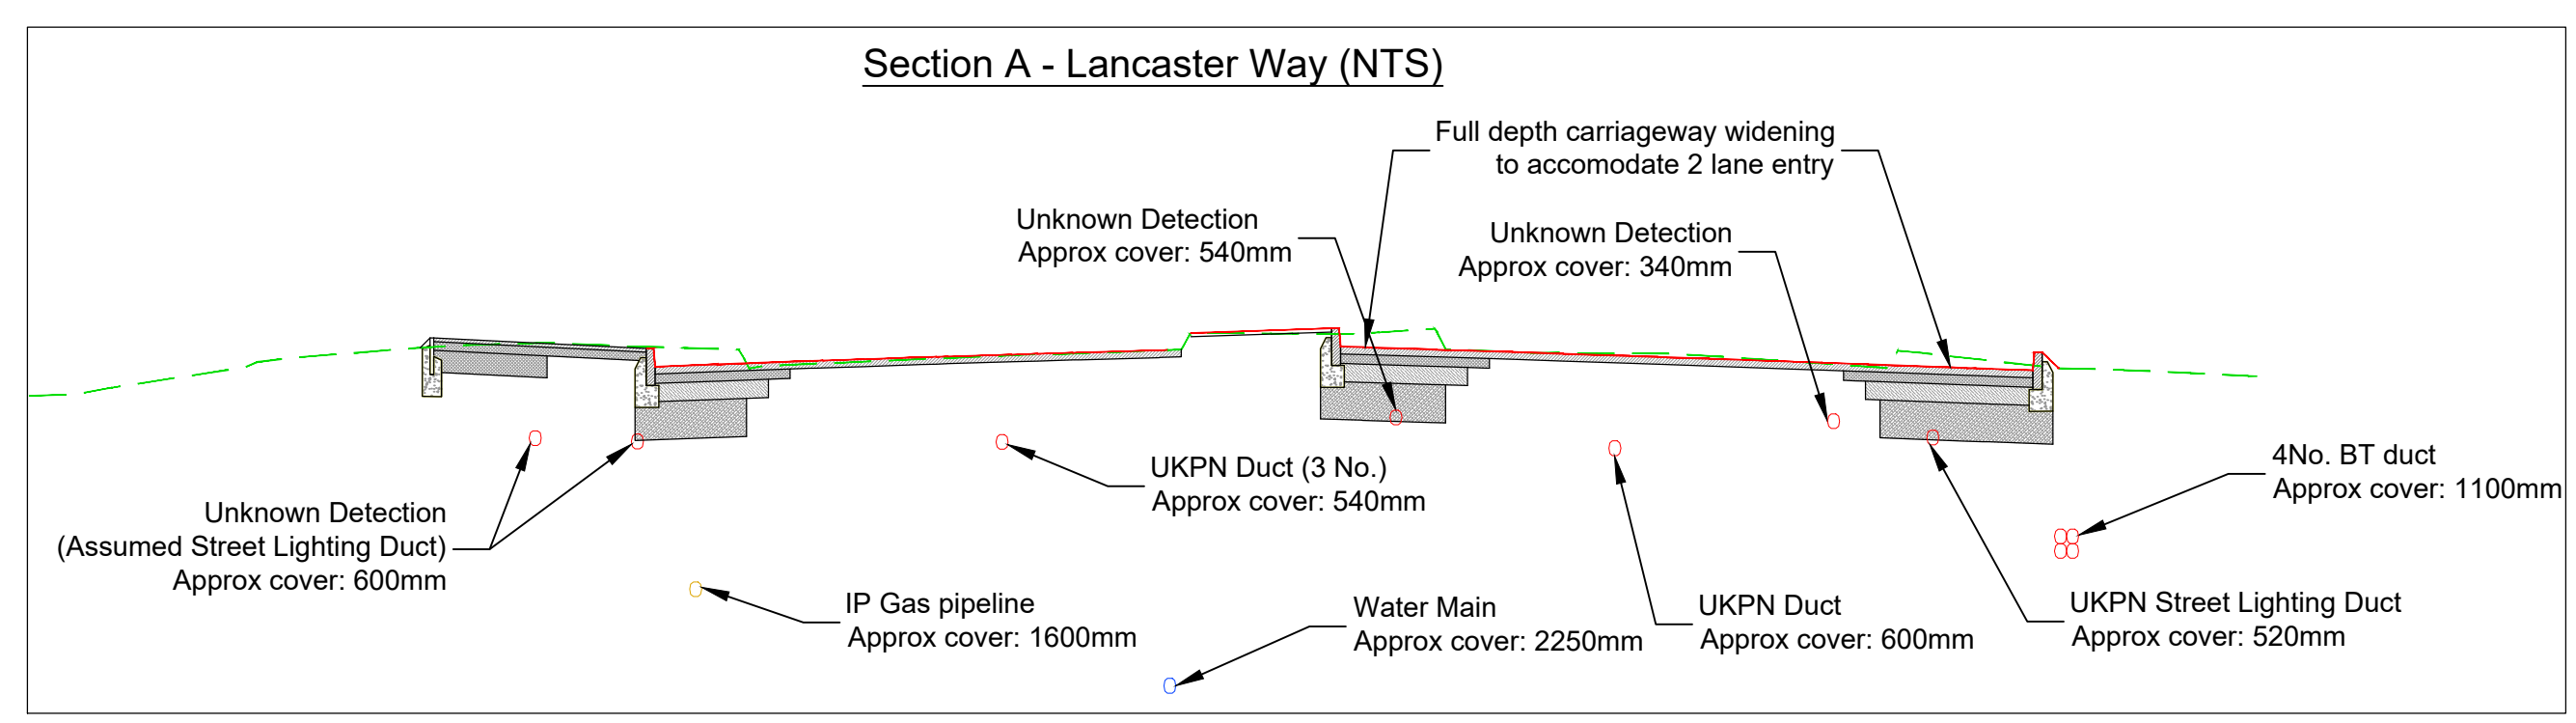 Section A - Lancaster Way (NTS)
Full depth carriageway widening
to accomodate 2 lane entry
Unknown Detection
Approx cover: 540mm
Unknown Detection
Approx cover: 340mm
Unknown Detection
(Assumed Street Lighting Duct)
Approx cover: 600mm
IP Gas pipeline
Approx cover: 1600mm
UKPN Duct (3 No.)
Approx cover: 540mm
Water Main
Approx cover: 2250mm
UKPN Duct
Approx cover: 600mm
4No. BT duct
Approx cover: 1100mm
UKPN Street Lighting Duct
Approx cover: 520mm